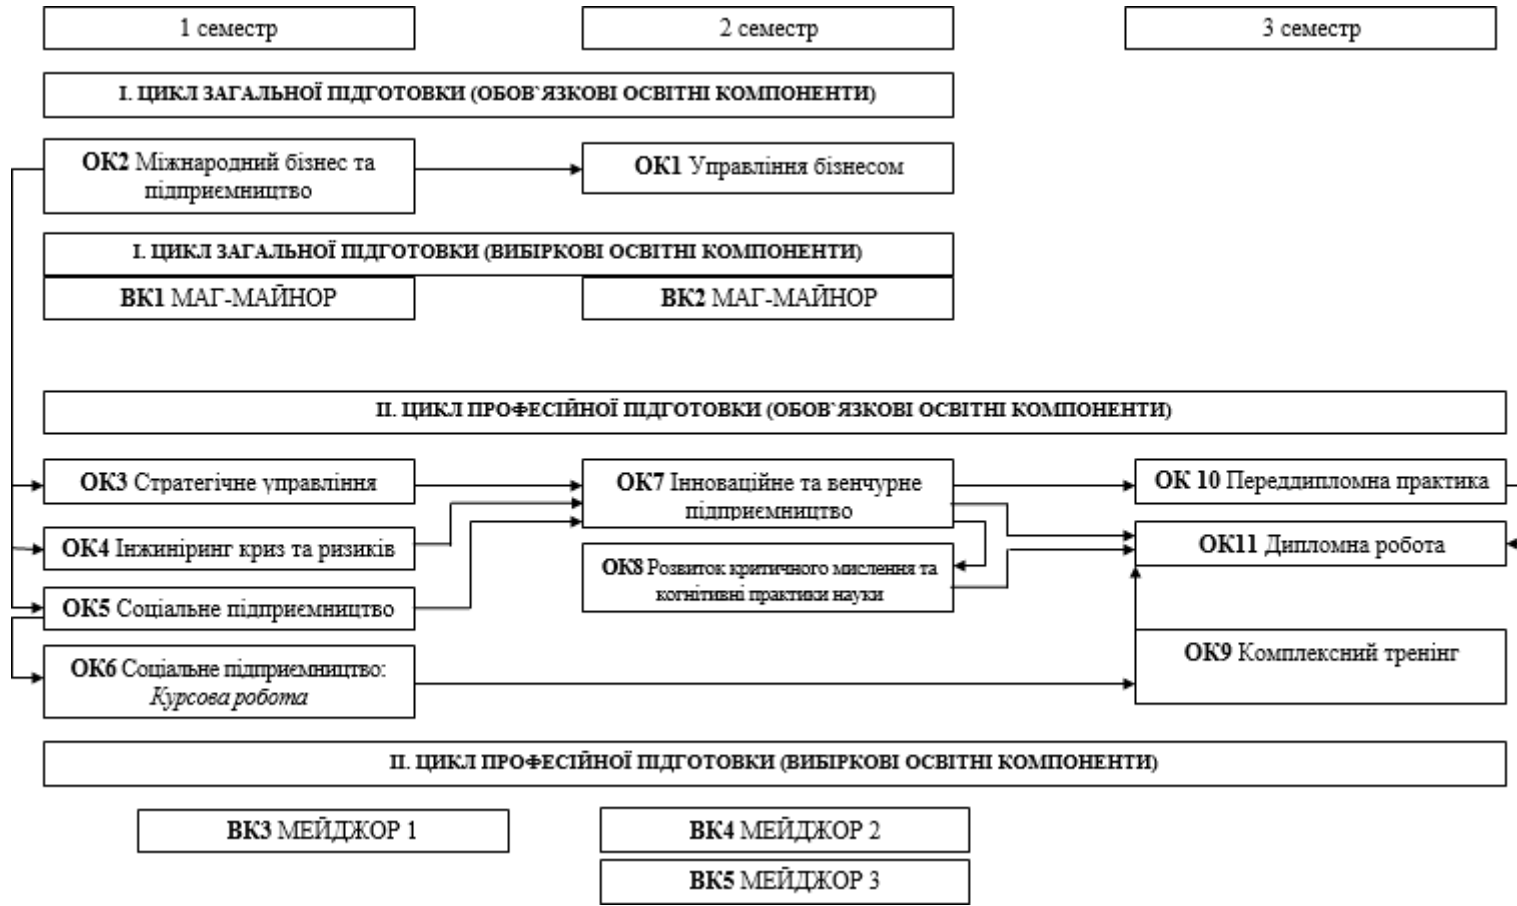 1 семестр
2 семестр
3 семестр
І. ЦИКЛ ЗАГАЛЬНОЇ ПІДГОТОВКИ (ОБОВ`ЯЗКОВІ ОСВІТНІ КОМПОНЕНТИ)
ОК2 Міжнародний бізнес та
підприємництво
ОК1 Управління бізнесом
І. ЦИКЛ ЗАГАЛЬНОЇ ПІДГОТОВКИ (ВИБІРКОВІ ОСВІТНІ КОМПОНЕНТИ)
ВК1 МАГ-МАЙНОР
ВК2 МАГ-МАЙНОР
ІІ. ЦИКЛ ПРОФЕСІЙНОЇ ПІДГОТОВКИ (ОБОВ`ЯЗКОВІ ОСВІТНІ КОМПОНЕНТИ)
ОК3 Стратегічне управління
ОК7 Інноваційне та венчурне
підприємництво
ОК 10 Переддипломна практика
ОК4 Інжиніринг криз та ризиків
ОК8 Розвиток критичного мислення та
когнітивні практики науки
ОК11 Дипломна робота
ОК5 Соціальне підприємництво
ОК6 Соціальне підприємництво:
Курсова робота
ОК9 Комплексний тренінг
ІІ. ЦИКЛ ПРОФЕСІЙНОЇ ПІДГОТОВКИ (ВИБІРКОВІ ОСВІТНІ КОМПОНЕНТИ)
ВК3 МЕЙДЖОР 1
ВК4 МЕЙДЖОР 2
ВК5 МЕЙДЖОР 3